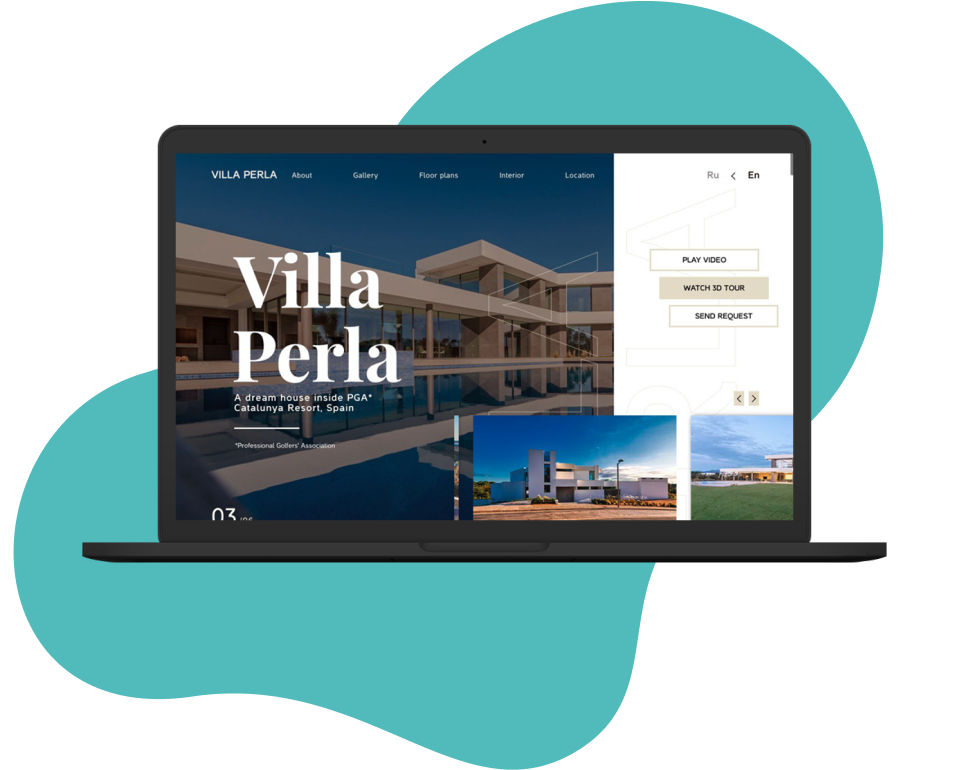 VILLA PERLA About Gallery Floor plans Interior Location Ru < En
Villa
Perla
A dream house inside PGA*
Catalunya Resort, Spain
*Professional Golfers' Association
PLAY VIDEO
WATCH 3D TOUR
SEND REQUEST
03 /06